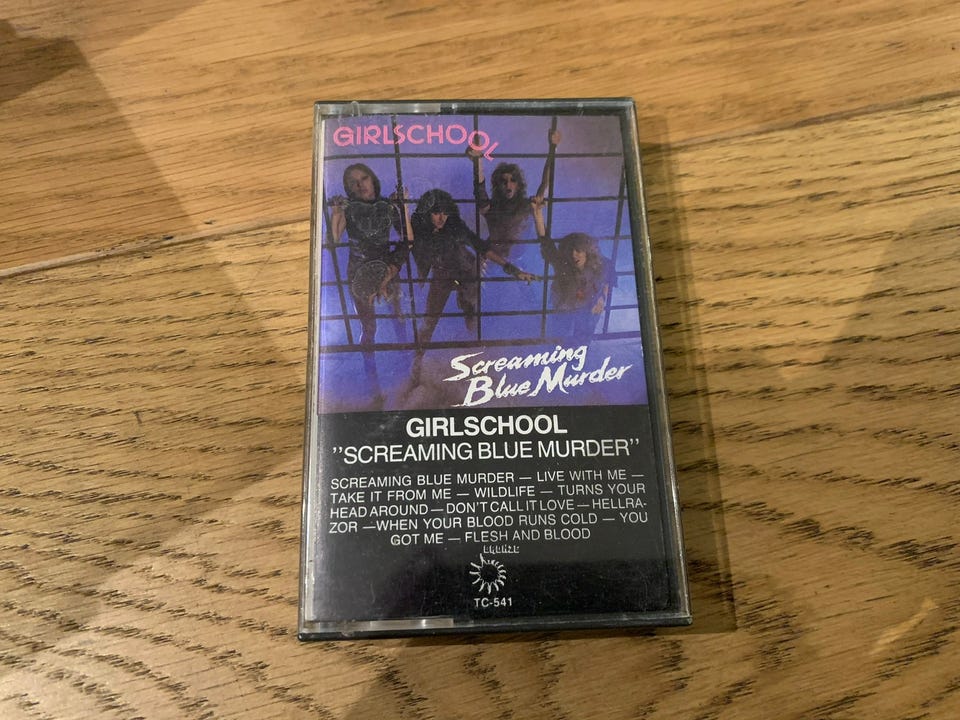 GIRLSCHOOL
Screaming
Blue Murder
GIRLSCHOOL
''SCREAMING BLUE MURDER''
SCREAMING BLUE MURDER — LIVE WITH ME —
TAKE IT FROM ME — WILDLIFE — TURNS YOUR
HEAD AROUND — DON'T CALL IT LOVE — HELLRA-
ZOR — WHEN YOUR BLOOD RUNS COLD — YOU
GOT ME — FLESH AND BLOOD
BRONZE
TC-541